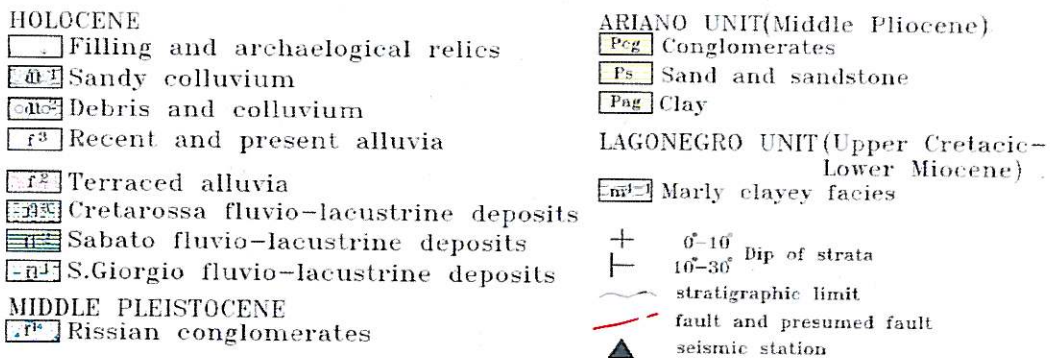 HOLOCENE
Filling and archaelogical relics
Sandy colluvium
Debris and colluvium
f³ Recent and present alluvia
f² Terraced alluvia
Cretarossa fluvio-lacustrine deposits
Sabato fluvio-lacustrine deposits
S.Giorgio fluvio-lacustrine deposits
MIDDLE PLEISTOCENE
Rissian conglomerates
ARIANO UNIT(Middle Pliocene)
Pcg Conglomerates
Ps Sand and sandstone
Pag Clay
LAGONEGRO UNIT(Upper Cretacic-
Lower Miocene)
Marly clayey facies
0°-10°
10°-30° Dip of strata
stratigraphic limit
fault and presumed fault
seismic station